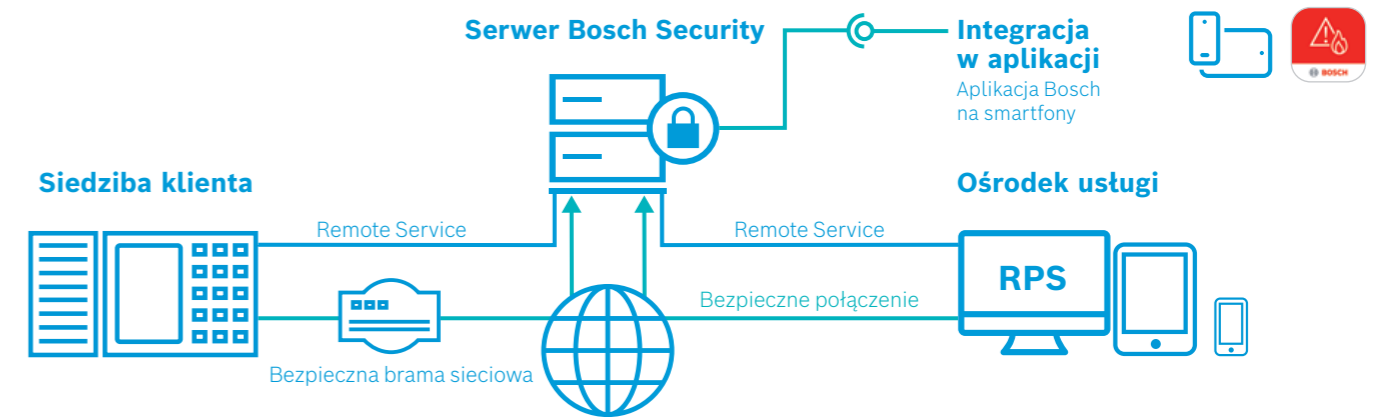 Serwer Bosch Security
Integracja
w aplikacji
Aplikacja Bosch
na smartfony
BOSCH
Siedziba klienta
Ośrodek usługi
Remote Service
Remote Service
RPS
Bezpieczne połączenie
Bezpieczna brama sieciowa